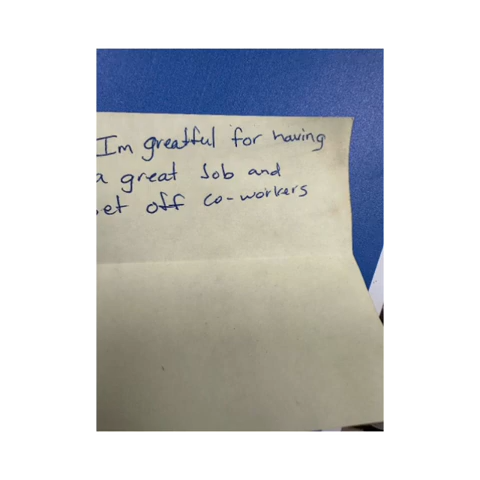 Im greatful for having
a great Job and
et off co-workers